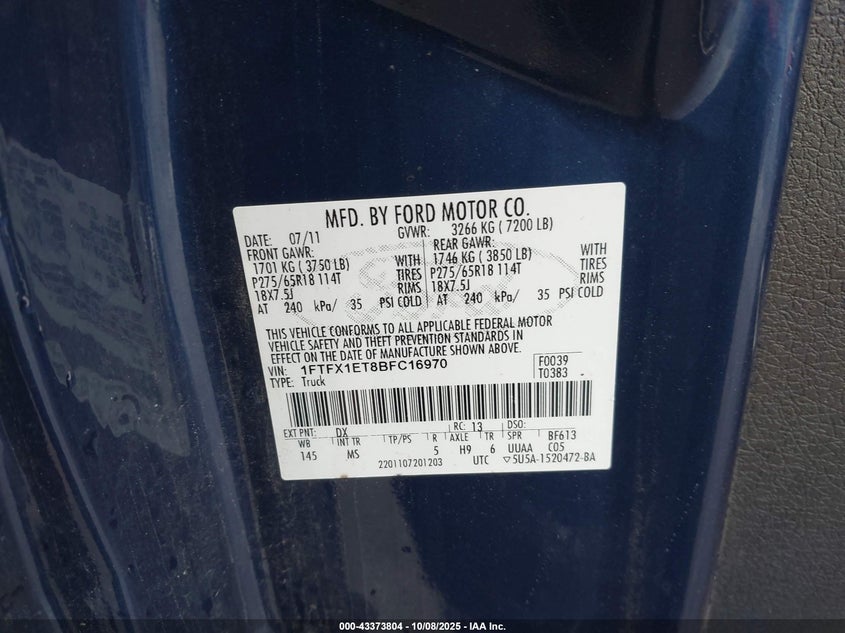 MFD. BY FORD MOTOR CO.
DATE: 07/11 GVWR: 3266 KG ( 7200 LB)
FRONT GAWR: REAR GAWR:
1701 KG ( 3750 LB) WITH 1746 KG ( 3850 LB) WITH
P275/65R18 114T TIRES P275/65R18 114T TIRES
18X7.5J RIMS 18X7.5J RIMS
AT 240 kPa/ 35 PSI COLD AT 240 kPa/ 35 PSI COLD
THIS VEHICLE CONFORMS TO ALL APPLICABLE FEDERAL MOTOR
VEHICLE SAFETY AND THEFT PREVENTION STANDARDS IN
EFFECT ON THE DATE OF MANUFACTURE SHOWN ABOVE.
VIN: 1FTFX1ET8BFC16970 F0039
TYPE: Truck T0383
EXT PNT: DX RC: 13 DSO:
WB INT TR TP/PS R AXLE TR SPR BF613
145 MS 5 H9 6 UUAA C05
2201107201203 UTC ▽5U5A-1520472-BA
000-43373804 | 10/08/2025 - IAA Inc.